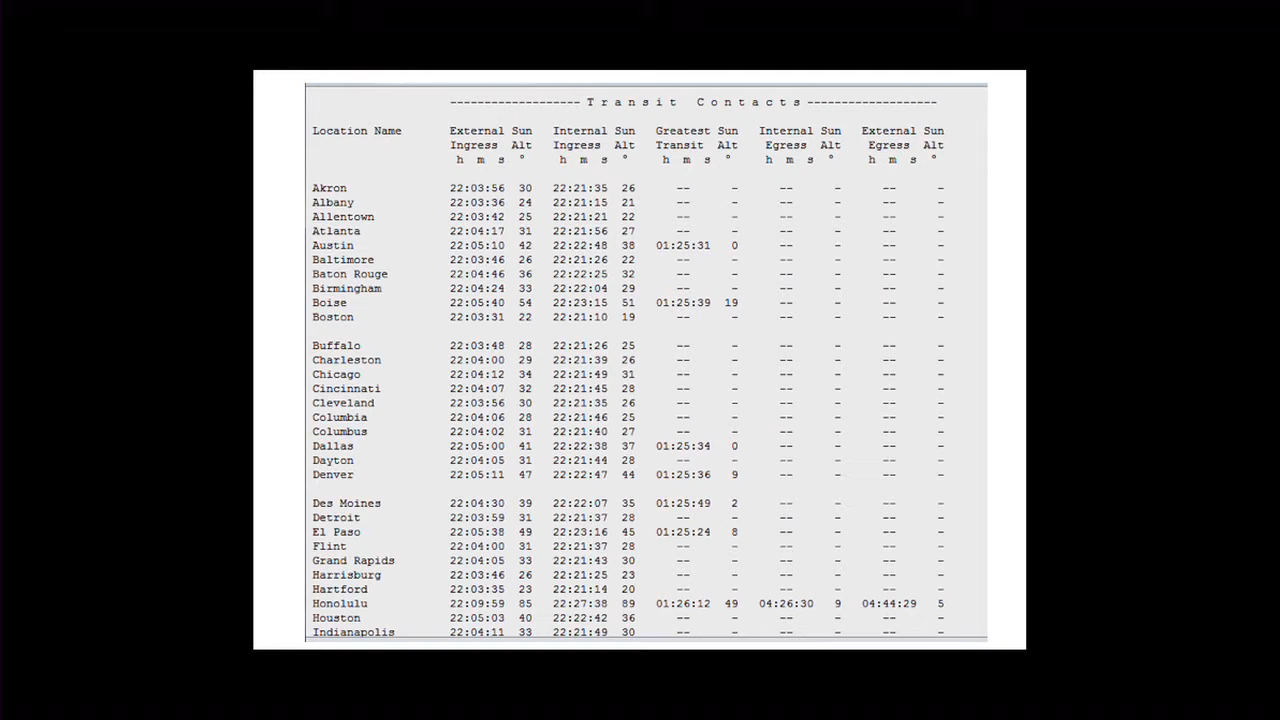 ------------------- T r a n s i t   C o n t a c t s -------------------
Location Name External Sun Internal Sun Greatest Sun Internal Sun External Sun
Ingress Alt Ingress Alt Transit Alt Egress Alt Egress Alt
h m s ° h m s ° h m s ° h m s ° h m s °
Akron 22:03:56 30 22:21:35 26 -- - -- - -- -
Albany 22:03:36 24 22:21:15 21 -- - -- - -- -
Allentown 22:03:42 25 22:21:21 22 -- - -- - -- -
Atlanta 22:04:17 31 22:21:56 27 -- - -- - -- -
Austin 22:05:10 42 22:22:48 38 01:25:31 0 -- - -- -
Baltimore 22:03:46 26 22:21:26 22 -- - -- - -- -
Baton Rouge 22:04:46 36 22:22:25 32 -- - -- - -- -
Birmingham 22:04:24 33 22:22:04 29 -- - -- - -- -
Boise 22:05:40 54 22:23:15 51 01:25:39 19 -- - -- -
Boston 22:03:31 22 22:21:10 19 -- - -- - -- -
Buffalo 22:03:48 28 22:21:26 25 -- - -- - -- -
Charleston 22:04:00 29 22:21:39 26 -- - -- - -- -
Chicago 22:04:12 34 22:21:49 31 -- - -- - -- -
Cincinnati 22:04:07 32 22:21:45 28 -- - -- - -- -
Cleveland 22:03:56 30 22:21:35 26 -- - -- - -- -
Columbia 22:04:06 28 22:21:46 25 -- - -- - -- -
Columbus 22:04:02 31 22:21:40 27 -- - -- - -- -
Dallas 22:05:00 41 22:22:38 37 01:25:34 0 -- - -- -
Dayton 22:04:05 31 22:21:44 28 -- - -- - -- -
Denver 22:05:11 47 22:22:47 44 01:25:36 9 -- - -- -
Des Moines 22:04:30 39 22:22:07 35 01:25:49 2 -- - -- -
Detroit 22:03:59 31 22:21:37 28 -- - -- - -- -
El Paso 22:05:38 49 22:23:16 45 01:25:24 8 -- - -- -
Flint 22:04:00 31 22:21:37 28 -- - -- - -- -
Grand Rapids 22:04:05 33 22:21:43 30 -- - -- - -- -
Harrisburg 22:03:46 26 22:21:25 23 -- - -- - -- -
Hartford 22:03:35 23 22:21:14 20 -- - -- - -- -
Honolulu 22:09:59 85 22:27:38 89 01:26:12 49 04:26:30 9 04:44:29 5
Houston 22:05:03 40 22:22:42 36 -- - -- - -- -
Indianapolis 22:04:11 33 22:21:49 30 -- - -- - -- -